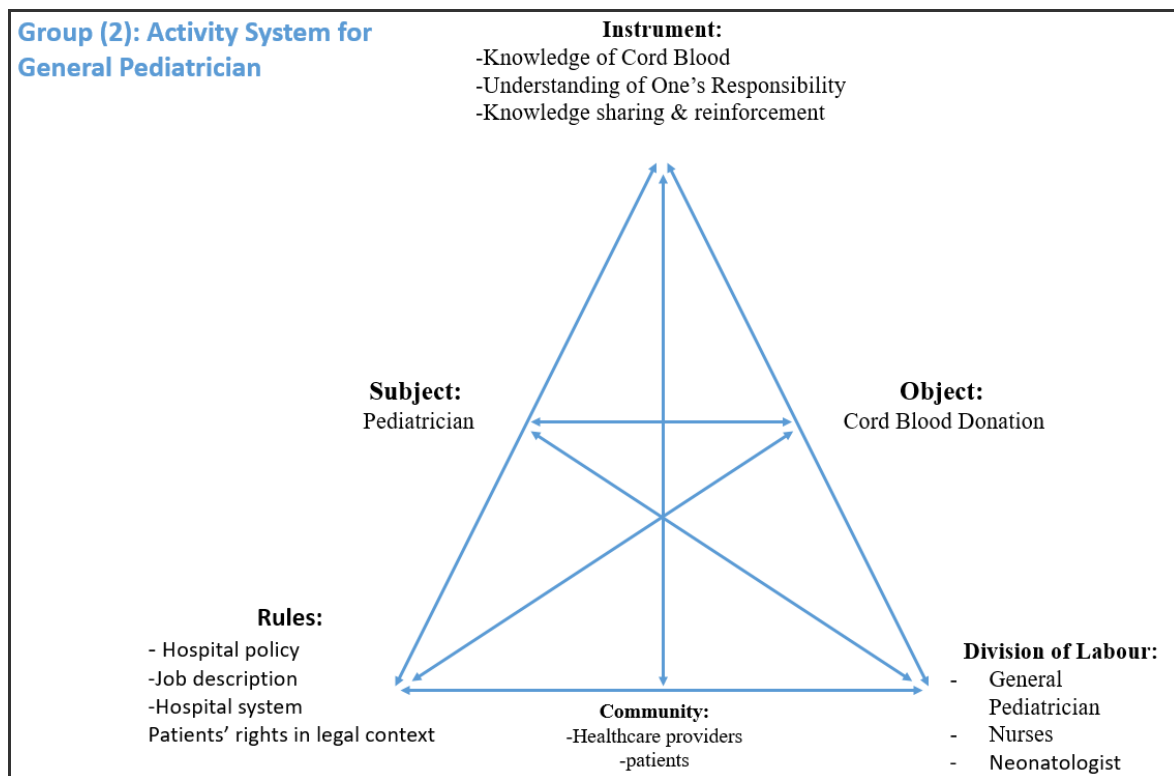 Group (2): Activity System for
General Pediatrician
Instrument:
-Knowledge of Cord Blood
-Understanding of One’s Responsibility
-Knowledge sharing & reinforcement
Subject:
Pediatrician
Object:
Cord Blood Donation
Rules:
- Hospital policy
-Job description
-Hospital system
Patients’ rights in legal context
Community:
-Healthcare providers
-patients
Division of Labour:
- General
Pediatrician
- Nurses
- Neonatologist